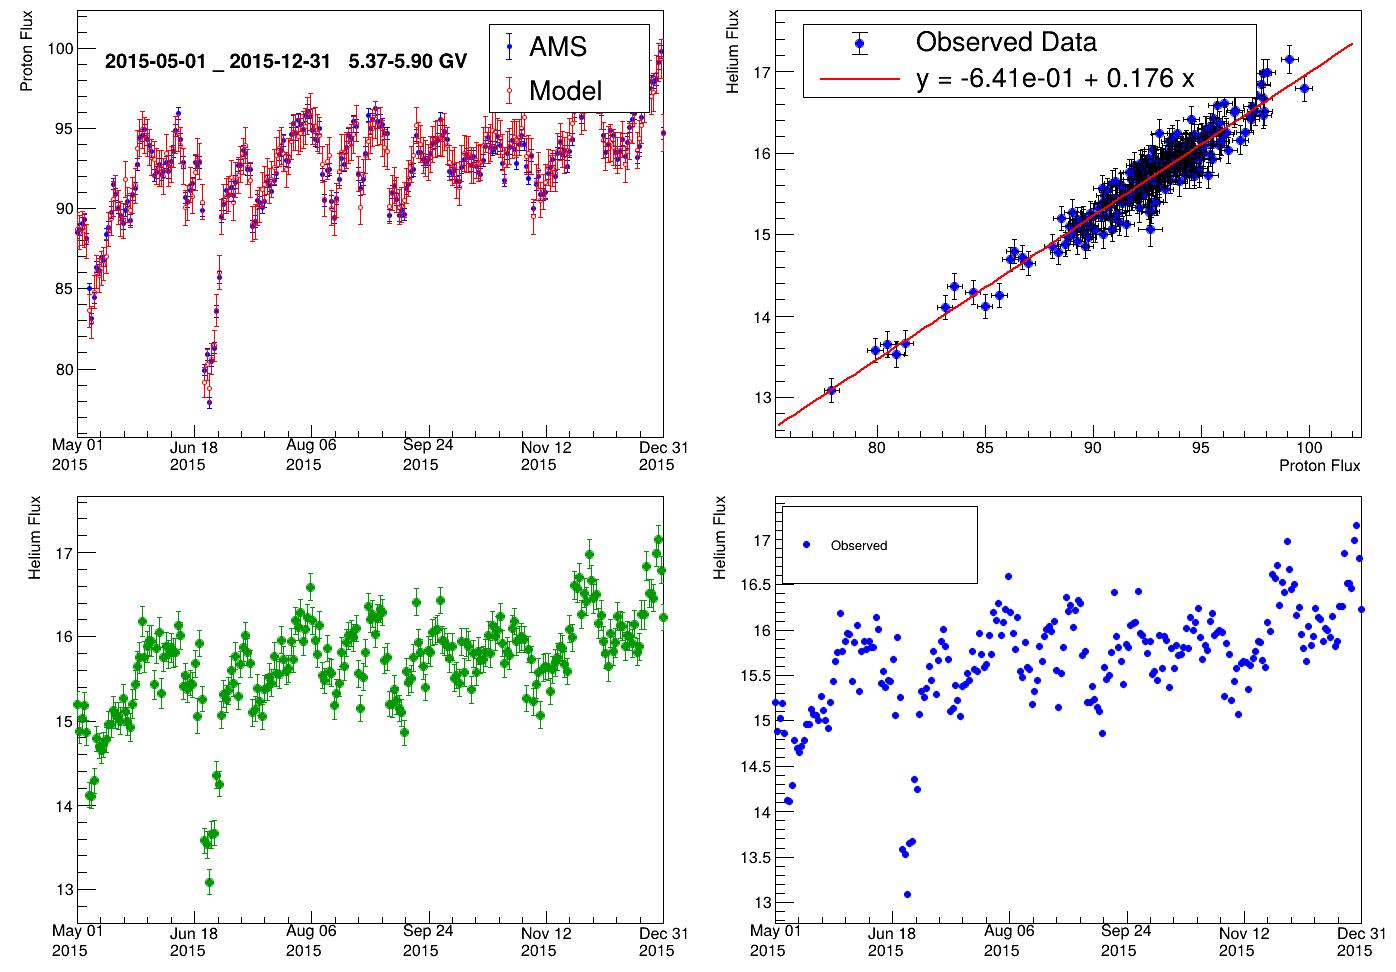 Proton Flux
2015-05-01 _ 2015-12-31 5.37-5.90 GV
AMS
Model
100
95
90
85
80
May 01
2015
Jun 18
2015
Aug 06
2015
Sep 24
2015
Nov 12
2015
Dec 31
2015
Helium Flux
Observed Data
y = -6.41e-01 + 0.176 x
17
16
15
14
13
80
85
90
95
100
Proton Flux
Helium Flux
17
16
15
14
13
May 01
2015
Jun 18
2015
Aug 06
2015
Sep 24
2015
Nov 12
2015
Dec 31
2015
Helium Flux
Observed
17
16.5
16
15.5
15
14.5
14
13.5
13
May 01
2015
Jun 18
2015
Aug 06
2015
Sep 24
2015
Nov 12
2015
Dec 31
2015